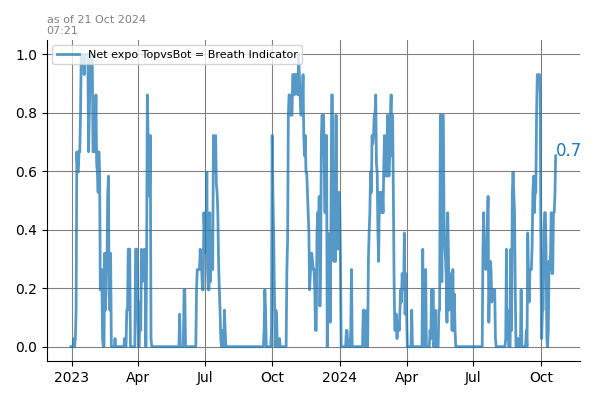 as of 21 Oct 2024
07:21
Net expo TopvsBot = Breath Indicator
1.0
0.8
0.7
0.6
0.4
0.2
0.0
2023 Apr Jul Oct 2024 Apr Jul Oct